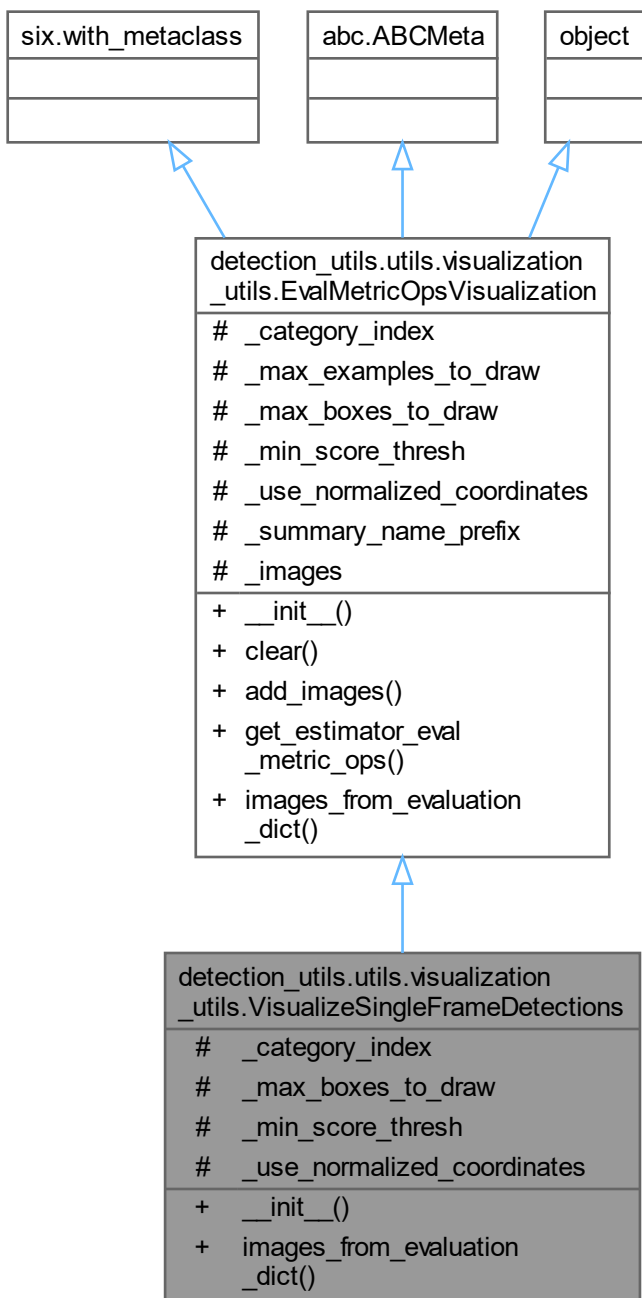 six.with_metaclass
abc.ABCMeta
object
detection_utils.utils.visualization
_utils.EvalMetricOpsVisualization
# _category_index
# _max_examples_to_draw
# _max_boxes_to_draw
# _min_score_thresh
# _use_normalized_coordinates
# _summary_name_prefix
# _images
+ __init__()
+ clear()
+ add_images()
+ get_estimator_eval
_metric_ops()
+ images_from_evaluation
_dict()
detection_utils.utils.visualization
_utils.VisualizeSingleFrameDetections
# _category_index
# _max_boxes_to_draw
# _min_score_thresh
# _use_normalized_coordinates
+ __init__()
+ images_from_evaluation
_dict()